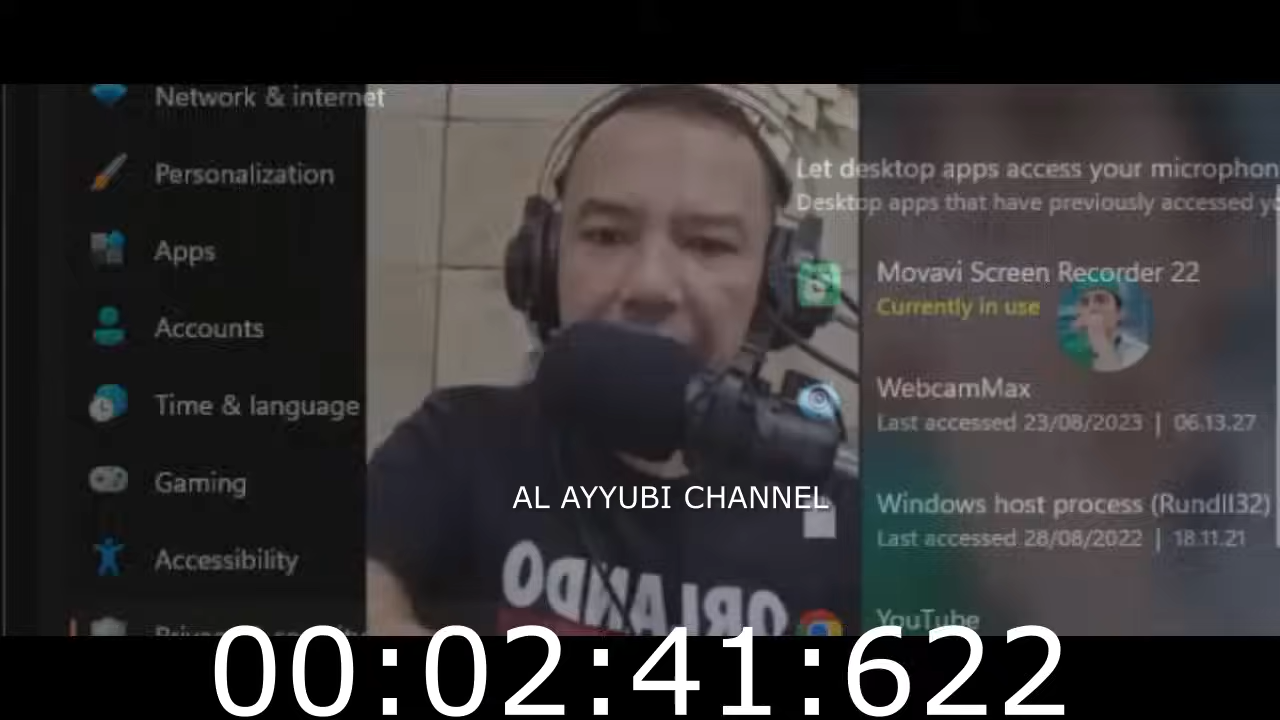 Network & internet
Personalization
Apps
Accounts
Time & language
Gaming
Accessibility
Let desktop apps access your microphon
Desktop apps that have previously accessed yo
Movavi Screen Recorder 22
Currently in use
WebcamMax
Last accessed 23/08/2023 | 06.13.27
Windows host process (Rundll32)
Last accessed 28/08/2022 | 18.11.21
YouTube
AL AYYUBI CHANNEL
ORLANDO
00:02:41:622